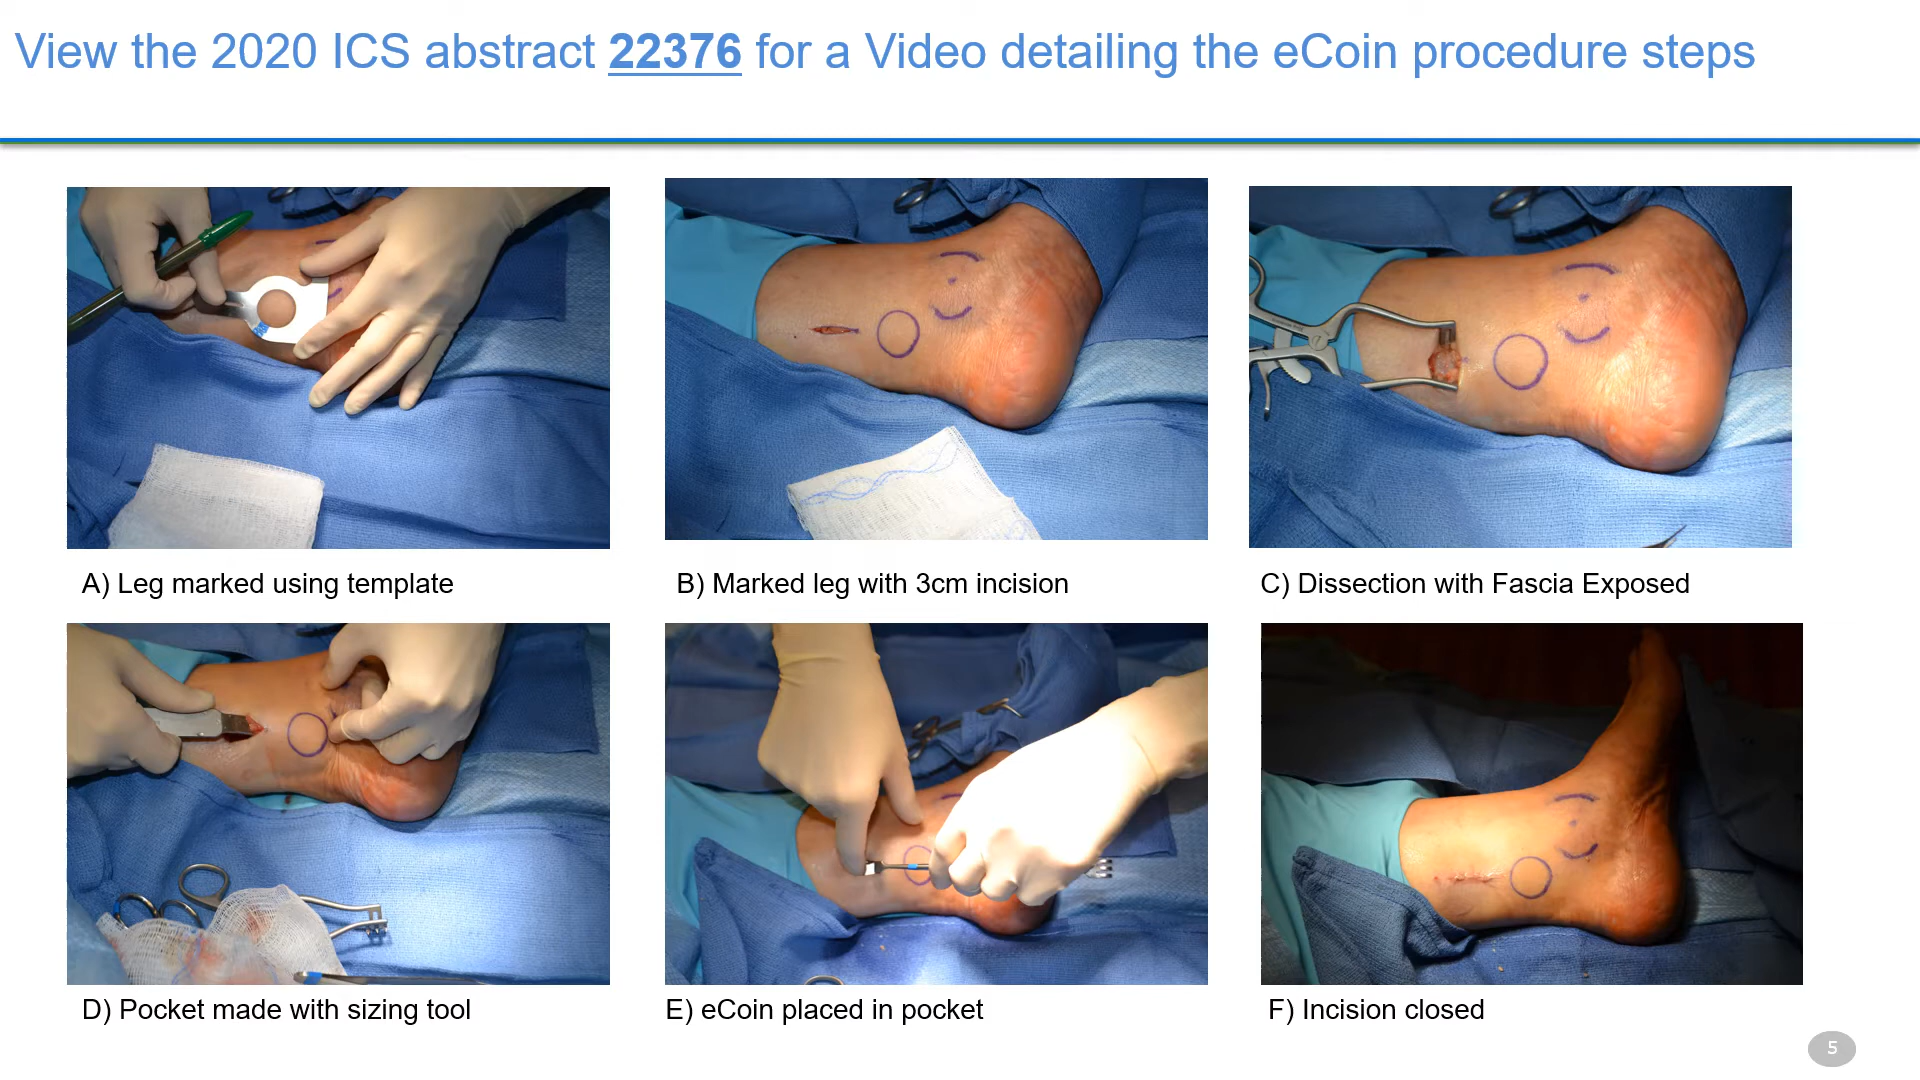 View the 2020 ICS abstract 22376 for a Video detailing the eCoin procedure steps
A) Leg marked using template
B) Marked leg with 3cm incision
C) Dissection with Fascia Exposed
D) Pocket made with sizing tool
E) eCoin placed in pocket
F) Incision closed
5